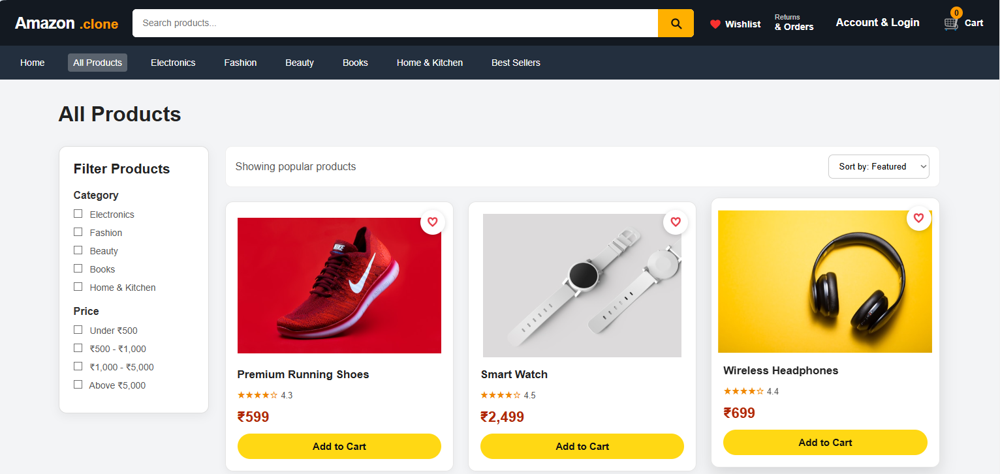 Amazon .clone
Search products...
Wishlist
Returns
& Orders
Account & Login
0
Cart
Home
All Products
Electronics
Fashion
Beauty
Books
Home & Kitchen
Best Sellers
All Products
Filter Products
Category
Electronics
Fashion
Beauty
Books
Home & Kitchen
Price
Under ₹500
₹500 - ₹1,000
₹1,000 - ₹5,000
Above ₹5,000
Showing popular products
Sort by: Featured
NIKE
Premium Running Shoes
★★★★☆ 4.3
₹599
Add to Cart
Smart Watch
★★★★☆ 4.5
₹2,499
Add to Cart
Wireless Headphones
★★★★☆ 4.4
₹699
Add to Cart